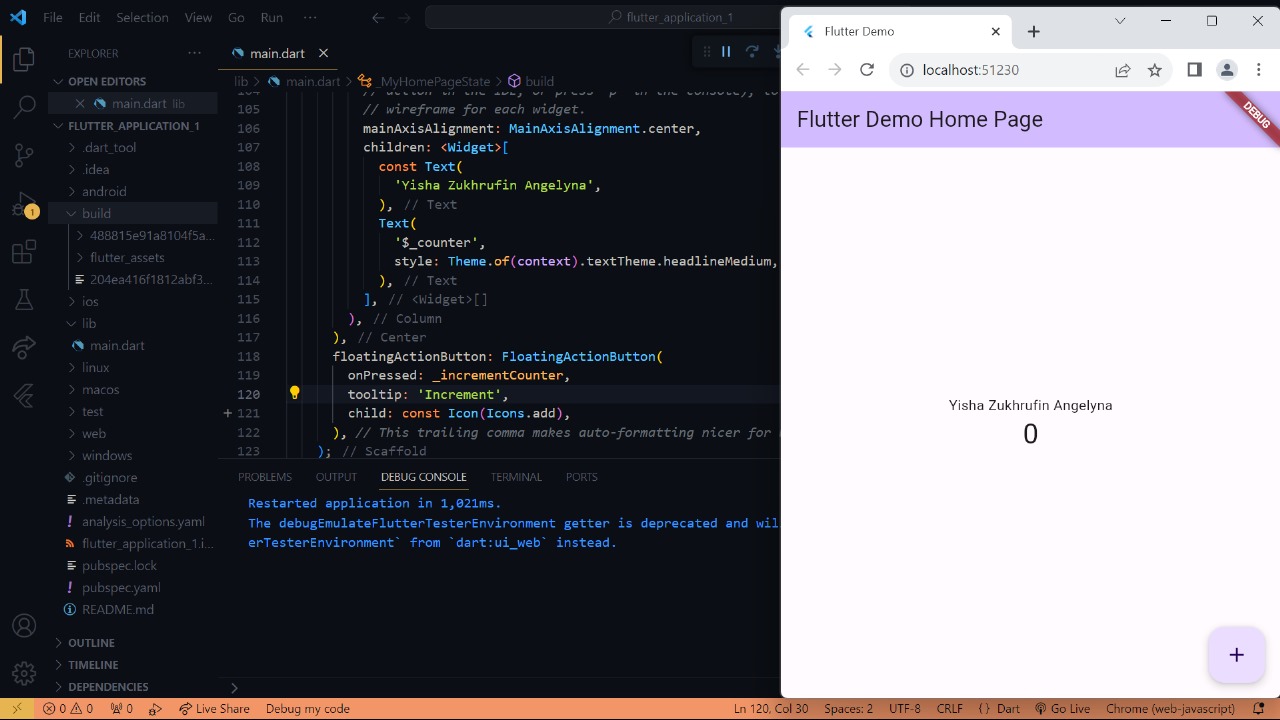 File Edit Selection View Go Run ··· flutter_application_1
EXPLORER ···
OPEN EDITORS
main.dart lib
FLUTTER_APPLICATION_1
.dart_tool
.idea
android
build
488815e91a8104f5a...
flutter_assets
204ea416f1812abf3...
ios
lib
main.dart
linux
macos
test
web
windows
.gitignore
.metadata
analysis_options.yaml
flutter_application_1.i...
pubspec.lock
pubspec.yaml
README.md
OUTLINE
TIMELINE
DEPENDENCIES
1
main.dart
lib > main.dart > _MyHomePageState > build
105 // wireframe for each widget.
106 mainAxisAlignment: MainAxisAlignment.center,
107 children: <Widget>[
108 const Text(
109 'Yisha Zukhrufin Angelyna',
110 ), // Text
111 Text(
112 '$_counter',
113 style: Theme.of(context).textTheme.headlineMedium,
114 ), // Text
115 ], // <Widget>[]
116 ), // Column
117 ), // Center
118 floatingActionButton: FloatingActionButton(
119 onPressed: _incrementCounter,
120 tooltip: 'Increment',
121 child: const Icon(Icons.add),
122 ), // This trailing comma makes auto-formatting nicer for
123 ); // Scaffold
PROBLEMS OUTPUT DEBUG CONSOLE TERMINAL PORTS
Restarted application in 1,021ms.
The debugEmulateFlutterTesterEnvironment getter is deprecated and wil
erTesterEnvironment` from `dart:ui_web` instead.
Flutter Demo
localhost:51230
Flutter Demo Home Page
DEBUG
Yisha Zukhrufin Angelyna
0
+
0 0 0 Live Share Debug my code Ln 120, Col 30 Spaces: 2 UTF-8 CRLF {} Dart Go Live Chrome (web-javascript)